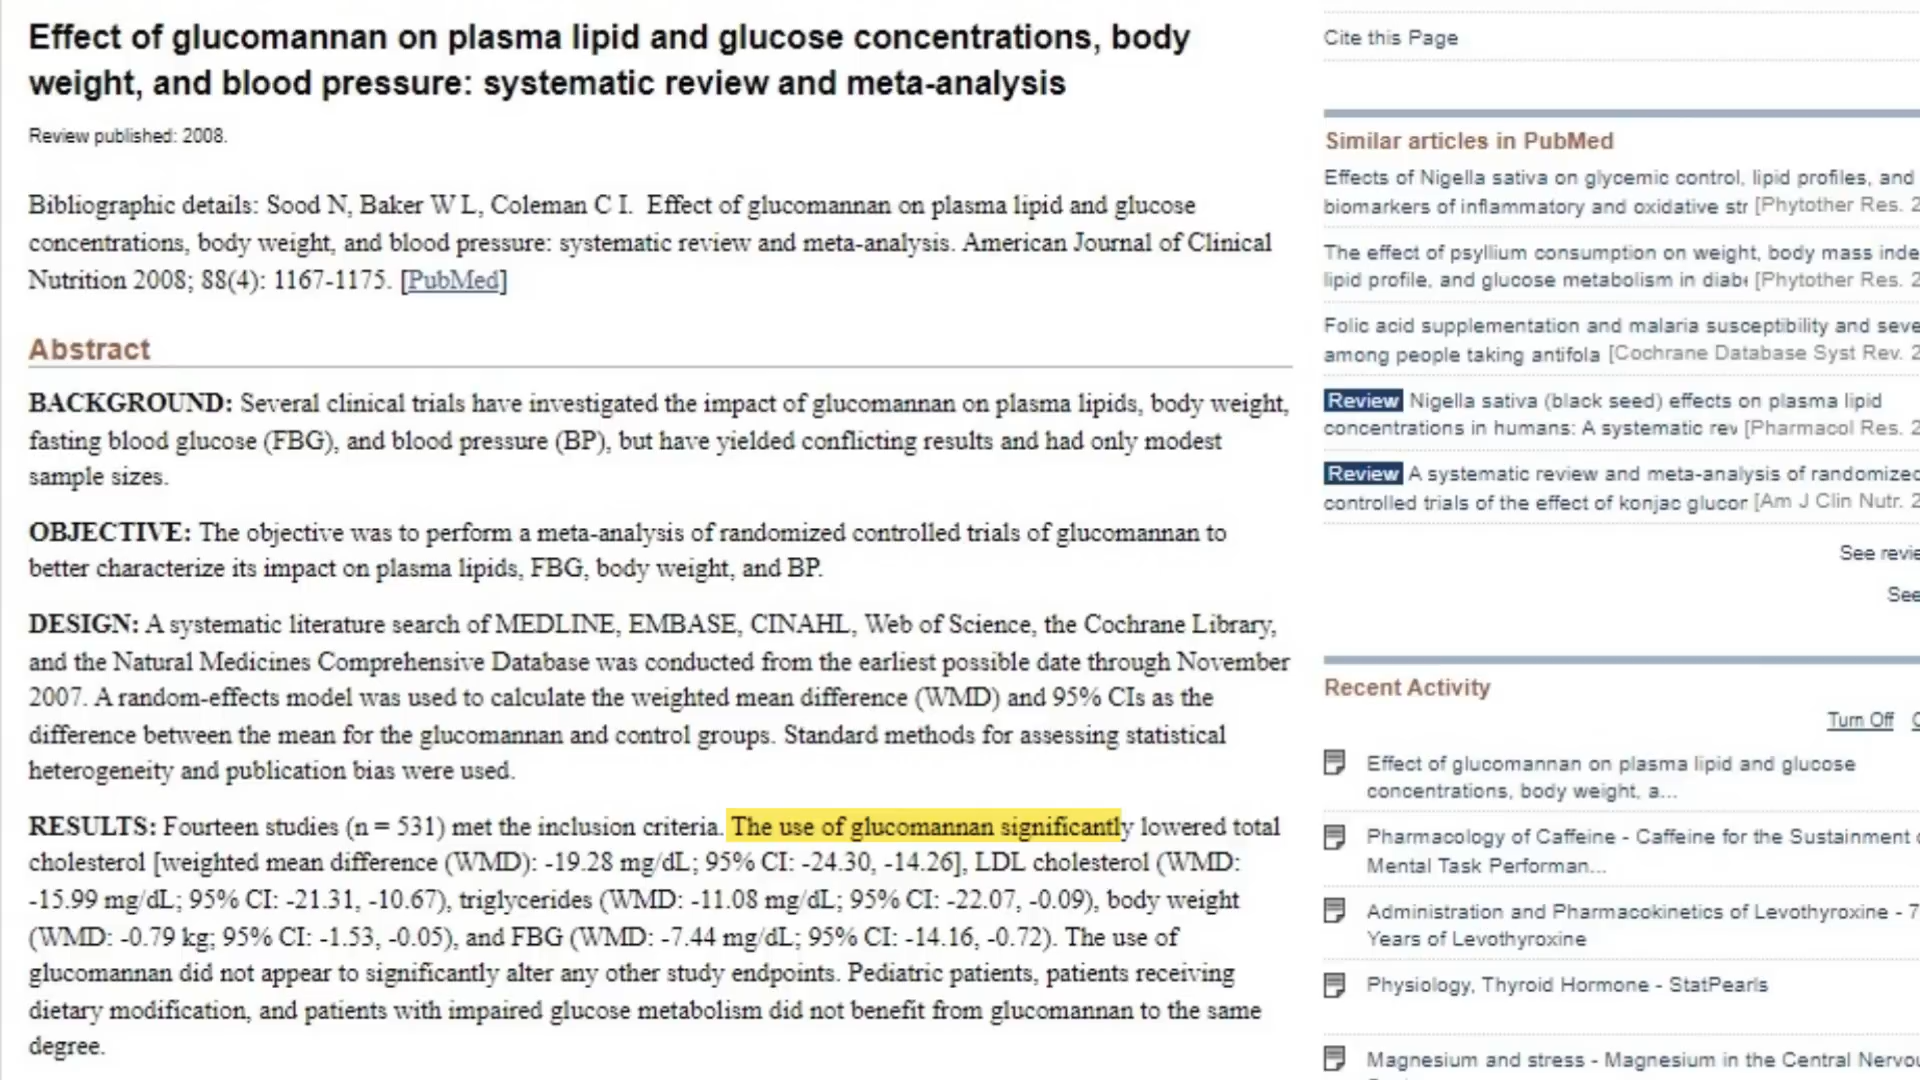 Effect of glucomannan on plasma lipid and glucose concentrations, body
weight, and blood pressure: systematic review and meta-analysis
Review published: 2008.
Bibliographic details: Sood N, Baker W L, Coleman C I. Effect of glucomannan on plasma lipid and glucose
concentrations, body weight, and blood pressure: systematic review and meta-analysis. American Journal of Clinical
Nutrition 2008; 88(4): 1167-1175. [PubMed]
Abstract
BACKGROUND: Several clinical trials have investigated the impact of glucomannan on plasma lipids, body weight,
fasting blood glucose (FBG), and blood pressure (BP), but have yielded conflicting results and had only modest
sample sizes.
OBJECTIVE: The objective was to perform a meta-analysis of randomized controlled trials of glucomannan to
better characterize its impact on plasma lipids, FBG, body weight, and BP.
DESIGN: A systematic literature search of MEDLINE, EMBASE, CINAHL, Web of Science, the Cochrane Library,
and the Natural Medicines Comprehensive Database was conducted from the earliest possible date through November
2007. A random-effects model was used to calculate the weighted mean difference (WMD) and 95% CIs as the
difference between the mean for the glucomannan and control groups. Standard methods for assessing statistical
heterogeneity and publication bias were used.
RESULTS: Fourteen studies (n = 531) met the inclusion criteria. The use of glucomannan significantly lowered total
cholesterol [weighted mean difference (WMD): -19.28 mg/dL; 95% CI: -24.30, -14.26], LDL cholesterol (WMD:
-15.99 mg/dL; 95% CI: -21.31, -10.67), triglycerides (WMD: -11.08 mg/dL; 95% CI: -22.07, -0.09), body weight
(WMD: -0.79 kg; 95% CI: -1.53, -0.05), and FBG (WMD: -7.44 mg/dL; 95% CI: -14.16, -0.72). The use of
glucomannan did not appear to significantly alter any other study endpoints. Pediatric patients, patients receiving
dietary modification, and patients with impaired glucose metabolism did not benefit from glucomannan to the same
degree.
Cite this Page
Similar articles in PubMed
Effects of Nigella sativa on glycemic control, lipid profiles, and
biomarkers of inflammatory and oxidative str [Phytother Res. 2
The effect of psyllium consumption on weight, body mass inde
lipid profile, and glucose metabolism in diab [Phytother Res. 2
Folic acid supplementation and malaria susceptibility and seve
among people taking antifola [Cochrane Database Syst Rev. 2
Review Nigella sativa (black seed) effects on plasma lipid
concentrations in humans: A systematic rev [Pharmacol Res. 2
Review A systematic review and meta-analysis of randomized
controlled trials of the effect of konjac glucor [Am J Clin Nutr. 2
See revie
See
Recent Activity
Turn Off
Effect of glucomannan on plasma lipid and glucose
concentrations, body weight, a...
Pharmacology of Caffeine - Caffeine for the Sustainment o
Mental Task Performan...
Administration and Pharmacokinetics of Levothyroxine - 7
Years of Levothyroxine
Physiology, Thyroid Hormone - StatPearls
Magnesium and stress - Magnesium in the Central Nervou